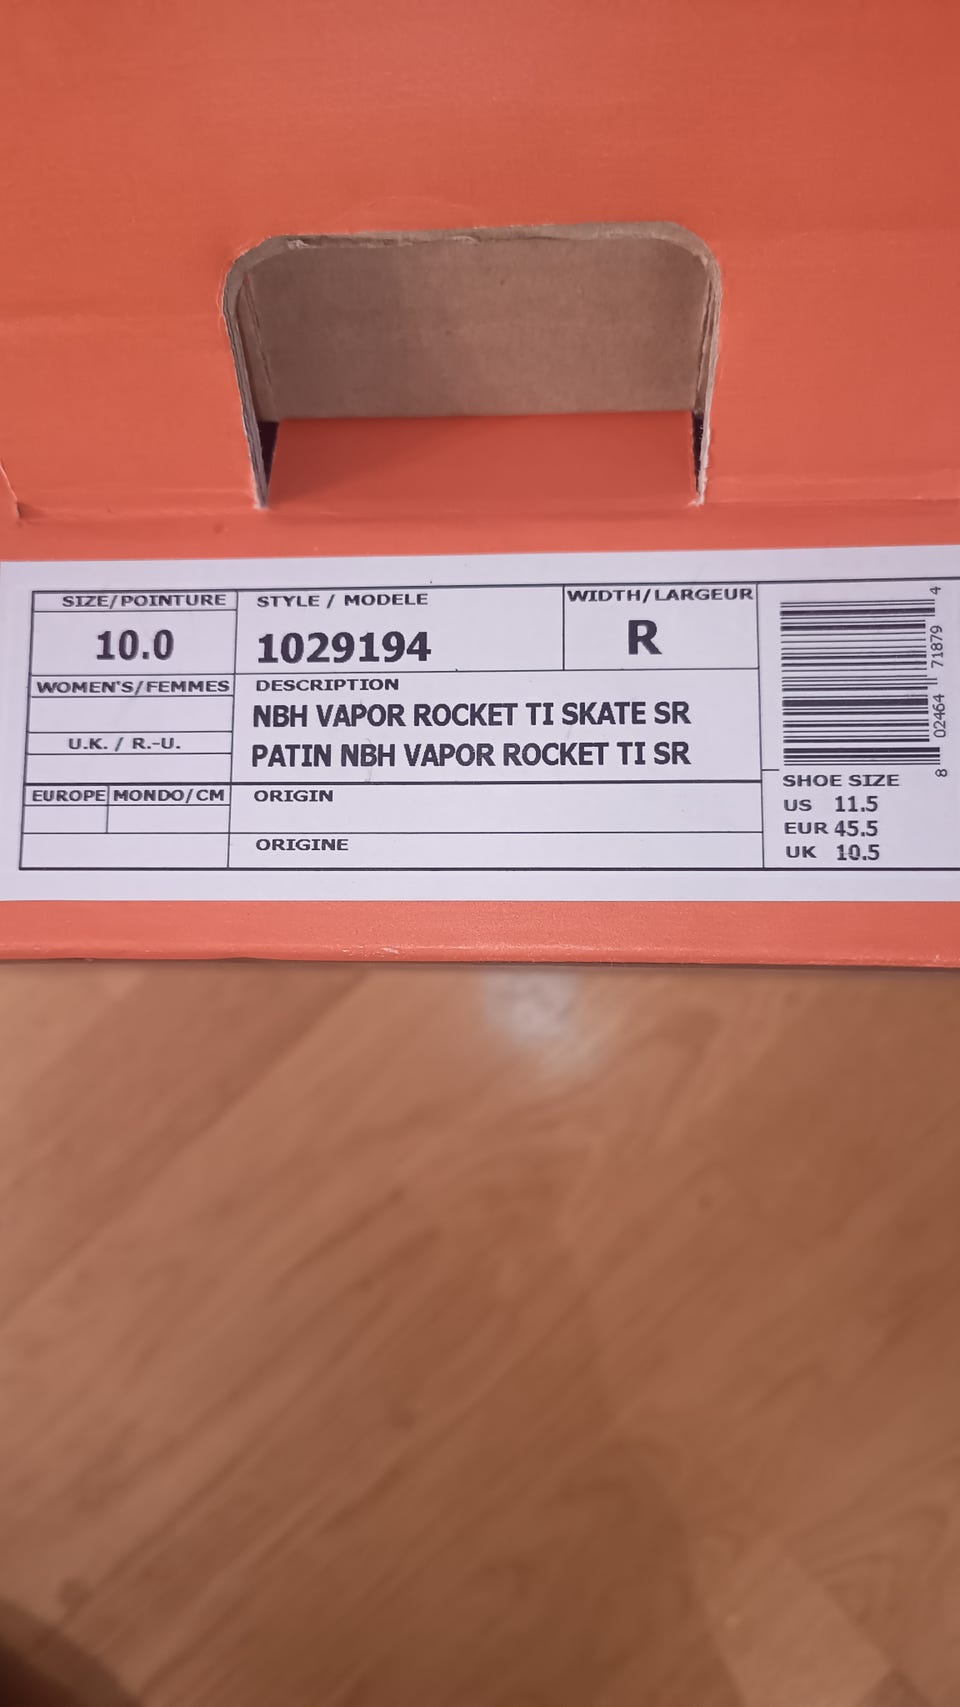 SIZE/POINTURE
10.0
WOMEN'S/FEMMES
U.K. / R.-U.
EUROPE
MONDO/CM
STYLE / MODELE
1029194
WIDTH/LARGEUR
R
DESCRIPTION
NBH VAPOR ROCKET TI SKATE SR
PATIN NBH VAPOR ROCKET TI SR
ORIGIN
ORIGINE
8 02464 71879 4
SHOE SIZE
US 11.5
EUR 45.5
UK 10.5